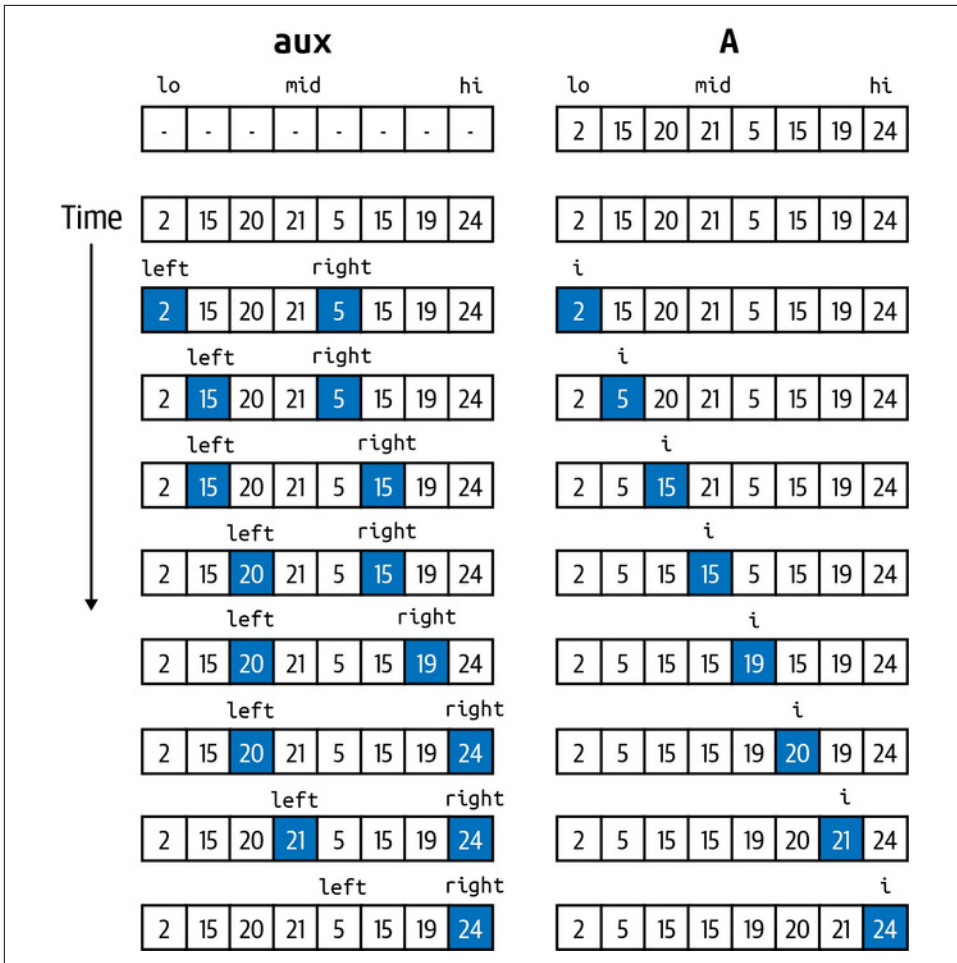 aux A
lo mid hi lo mid hi
- - - - - - - - 2 15 20 21 5 15 19 24
Time 2 15 20 21 5 15 19 24 2 15 20 21 5 15 19 24
left right i
2 15 20 21 5 15 19 24 2 15 20 21 5 15 19 24
left right i
2 15 20 21 5 15 19 24 2 5 20 21 5 15 19 24
left right i
2 15 20 21 5 15 19 24 2 5 15 21 5 15 19 24
left right i
2 15 20 21 5 15 19 24 2 5 15 15 5 15 19 24
left right i
2 15 20 21 5 15 19 24 2 5 15 15 19 15 19 24
left right i
2 15 20 21 5 15 19 24 2 5 15 15 19 20 19 24
left right i
2 15 20 21 5 15 19 24 2 5 15 15 19 20 21 24
left right i
2 15 20 21 5 15 19 24 2 5 15 15 19 20 21 24